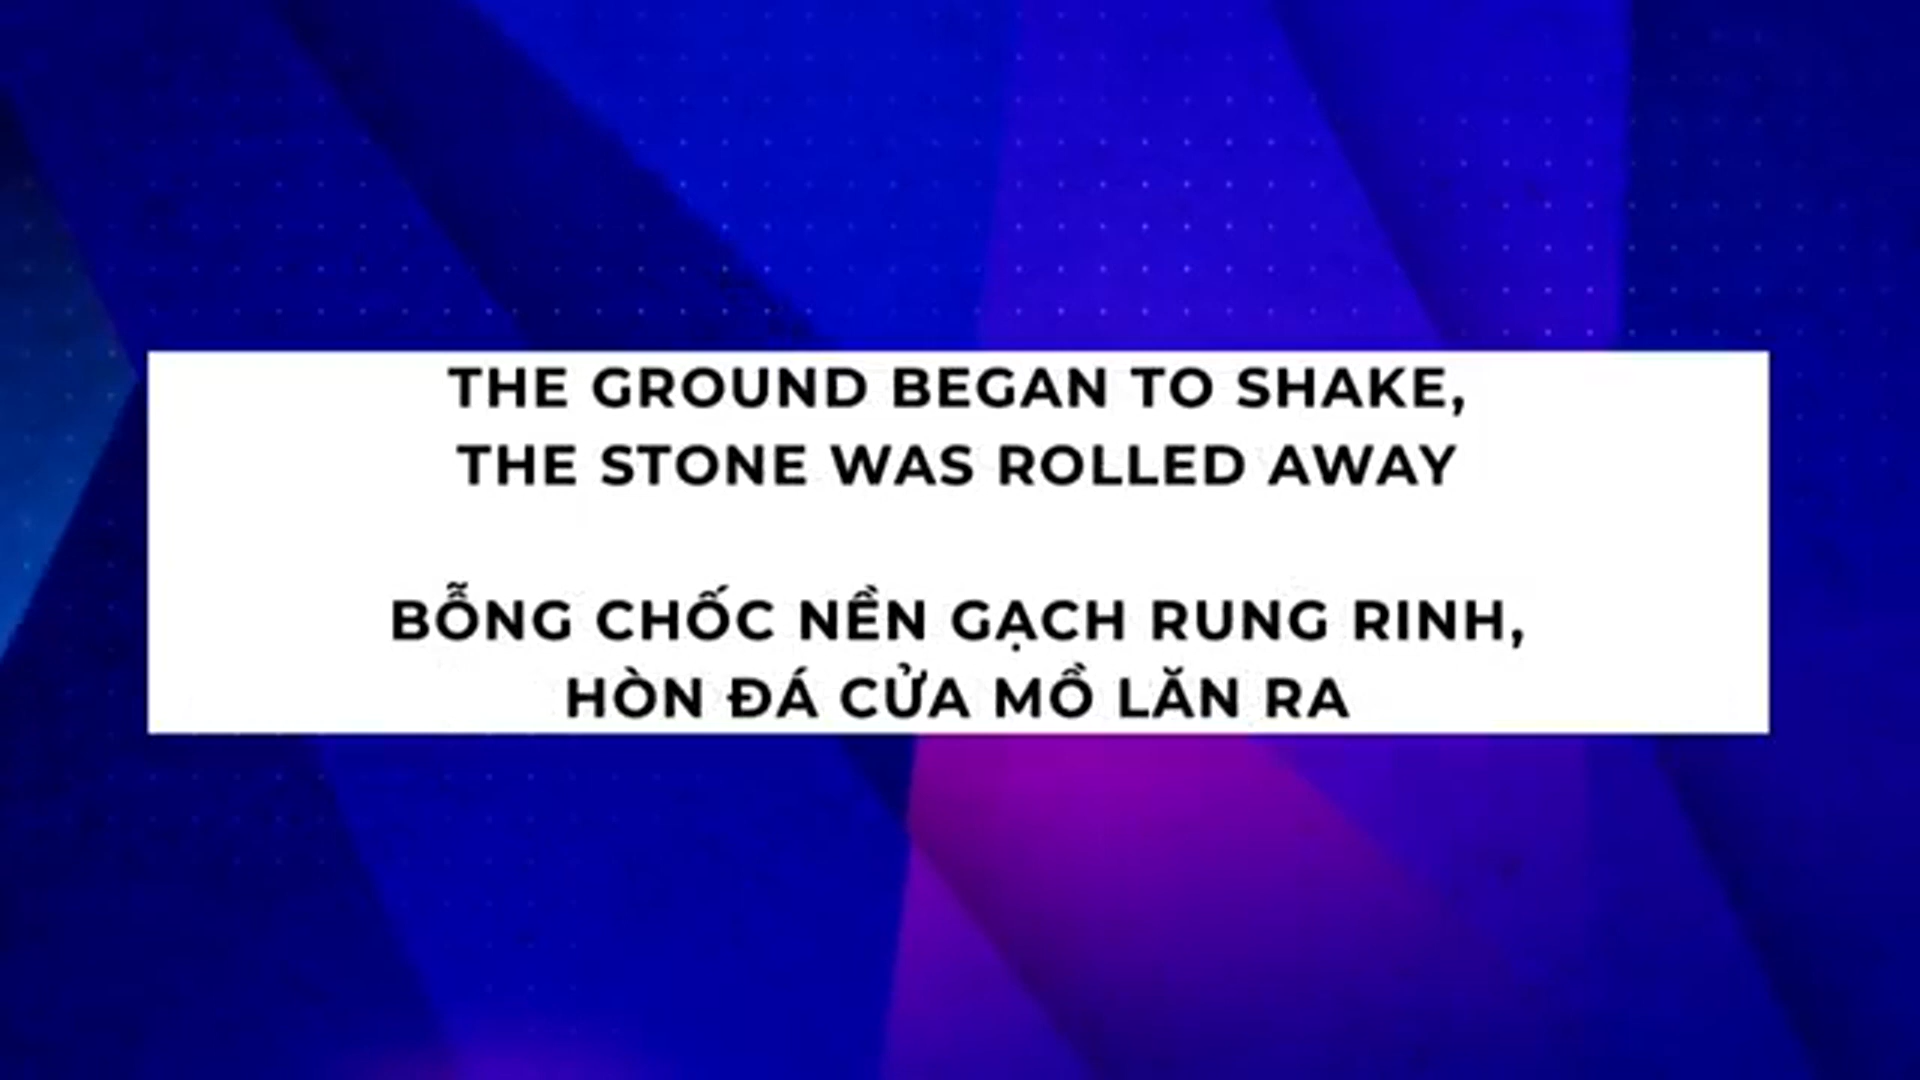 THE GROUND BEGAN TO SHAKE,
THE STONE WAS ROLLED AWAY
BỖNG CHỐC NỀN GẠCH RUNG RINH,
HÒN ĐÁ CỬA MỒ LĂN RA